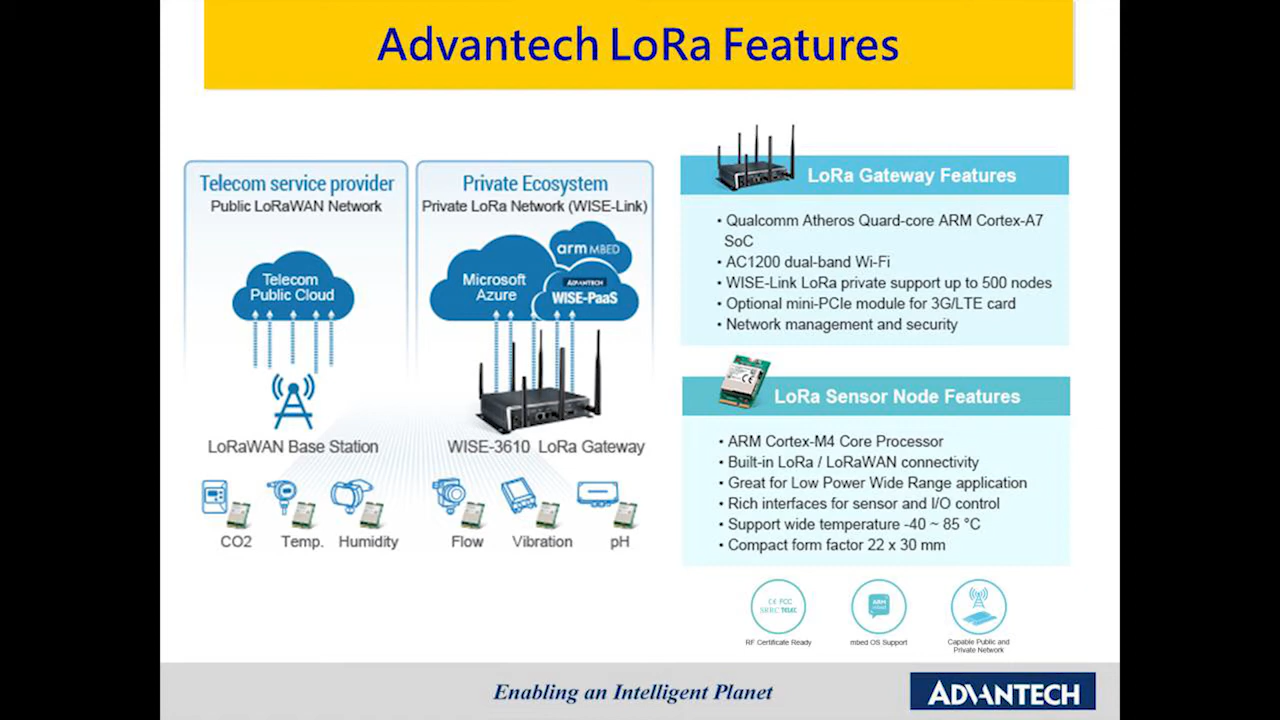 Advantech LoRa Features
Telecom service provider
Public LoRaWAN Network
Telecom
Public Cloud
LoRaWAN Base Station
Private Ecosystem
Private LoRa Network (WISE-Link)
arm MBED
Microsoft
Azure
ADVANTECH
WISE-PaaS
WISE-3610 LoRa Gateway
CO2
Temp.
Humidity
Flow
Vibration
pH
LoRa Gateway Features
• Qualcomm Atheros Quad-core ARM Cortex-A7
SoC
• AC1200 dual-band Wi-Fi
• WISE-Link LoRa private support up to 500 nodes
• Optional mini-PCIe module for 3G/LTE card
• Network management and security
LoRa Sensor Node Features
• ARM Cortex-M4 Core Processor
• Built-in LoRa / LoRaWAN connectivity
• Great for Low Power Wide Range application
• Rich interfaces for sensor and I/O control
• Support wide temperature -40 ~ 85 °C
• Compact form factor 22 x 30 mm
CE FCC
SRRC TELEC
RF Certificate Ready
ARM
mbed
mbed OS Support
Capable Public and
Private Network
Enabling an Intelligent Planet
ADVANTECH